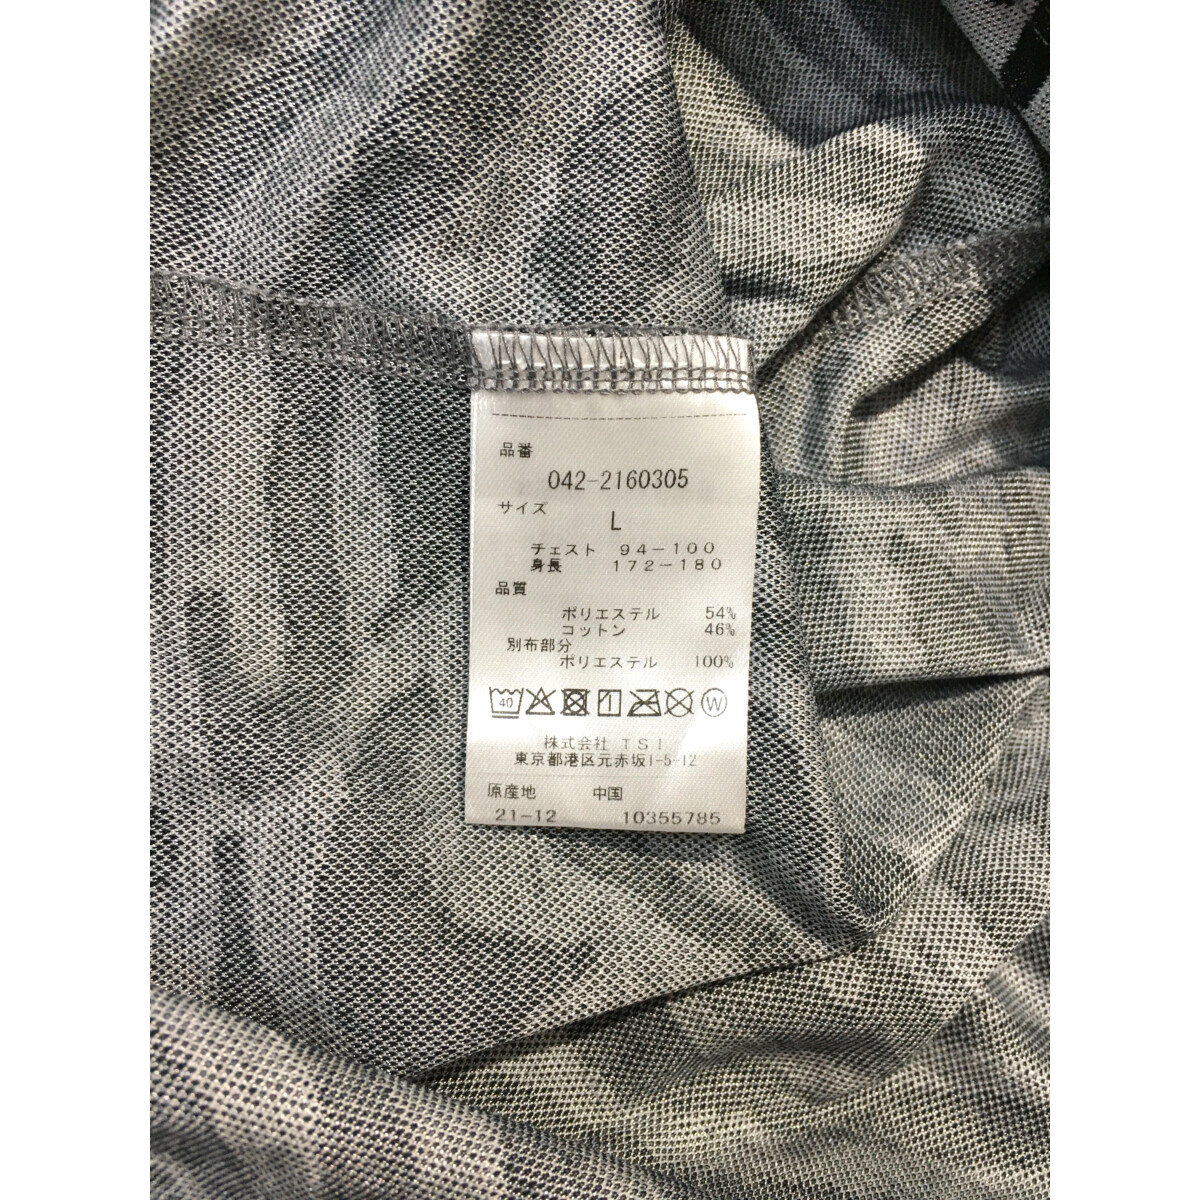 品番
042-2160305
サイズ
L
チェスト 94-100
身長 172-180
品質
ポリエステル 54%
コットン 46%
別布部分
ポリエステル 100%
40 W
株式会社 TSI
東京都港区元赤坂1-5-12
原産地 中国
21-12 10355785